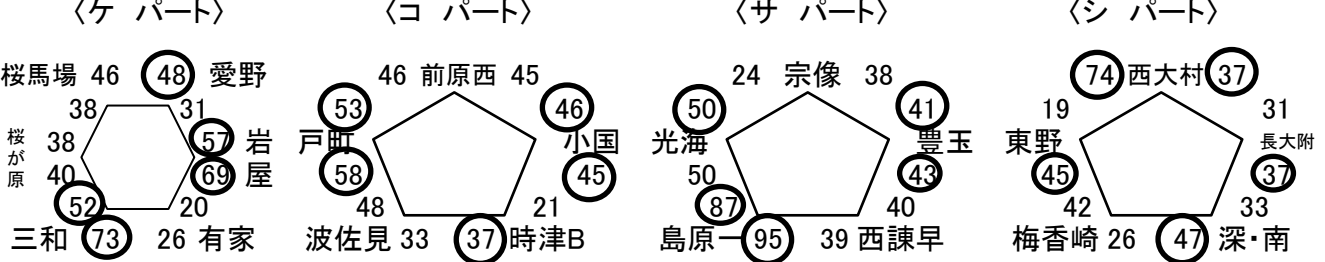 〈ケ パート〉 〈コ パート〉 〈サ パート〉 〈シ パート〉
桜馬場 46 48 愛野 46 前原西 45 24 宗像 38 74 西大村 37
38 31 53 46 50 41 19 31
桜が原 38 57 岩屋 戸町 小国 光海 豊玉 東野 長大附
40 69 58 45 50 43 45 37
52 20 48 21 87 40 42 33
三和 73 26 有家 波佐見 33 37 時津B 島原一 95 39 西諫早 梅香崎 26 47 深・南